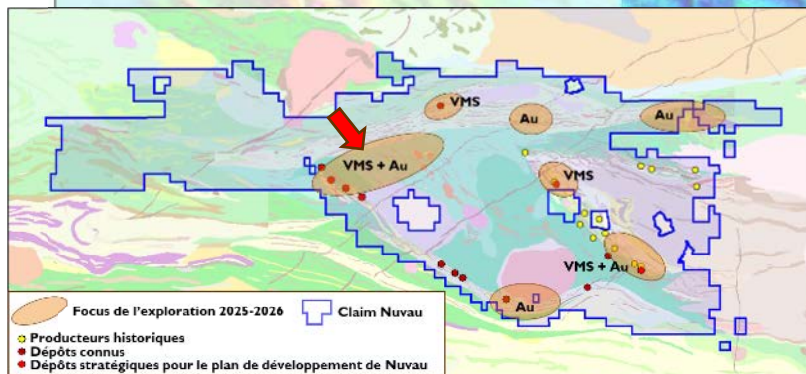 VMS
Au
Au
VMS + Au
VMS
VMS + Au
Au
Focus de l'exploration 2025-2026
Claim Nuvau
Producteurs historiques
Dépôts connus
Dépôts stratégiques pour le plan de développement de Nuvau